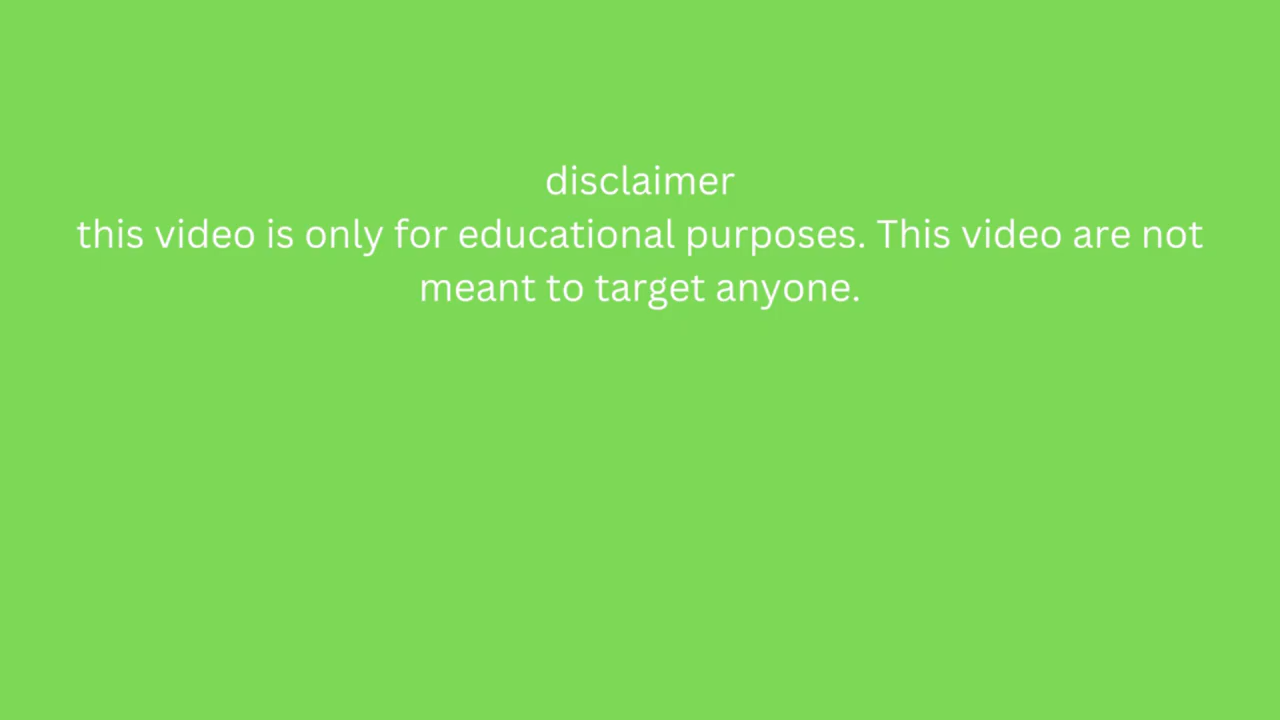 disclaimer
this video is only for educational purposes. This video are not
meant to target anyone.